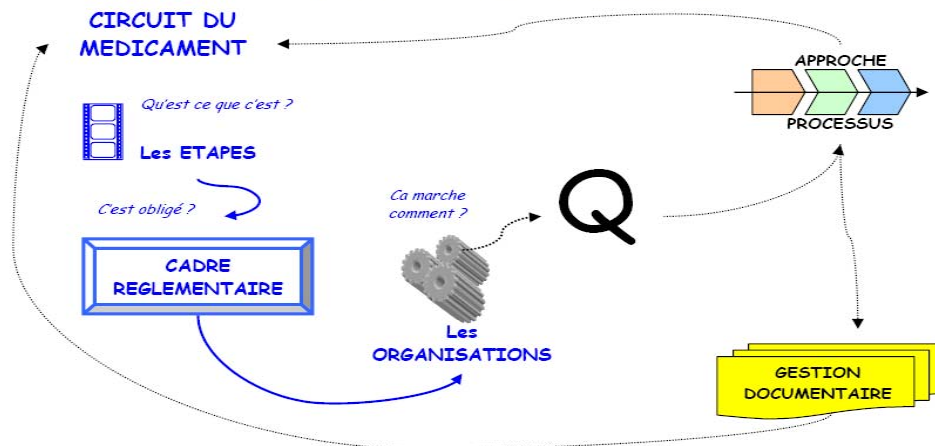 CIRCUIT DU
MEDICAMENT
Qu'est ce que c'est ?
Les ETAPES
C'est obligé ?
CADRE
REGLEMENTAIRE
Ca marche
comment ?
Les
ORGANISATIONS
Q
APPROCHE
PROCESSUS
GESTION
DOCUMENTAIRE